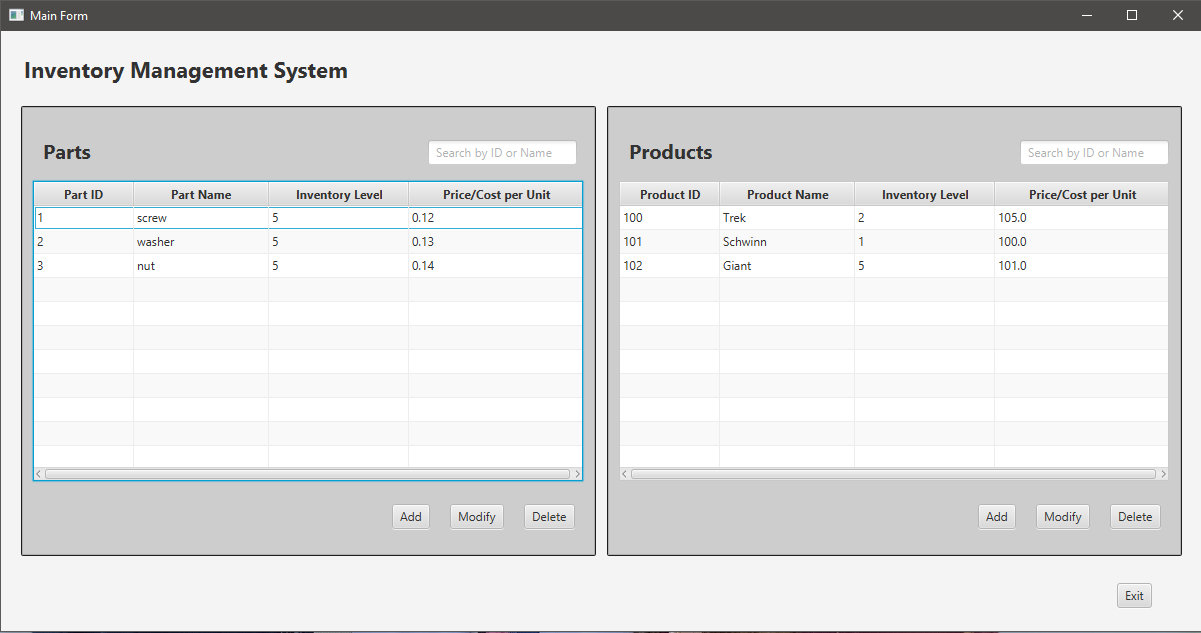 Main Form
Inventory Management System
Parts
Search by ID or Name
Part ID Part Name Inventory Level Price/Cost per Unit
1 screw 5 0.12
2 washer 5 0.13
3 nut 5 0.14
Add Modify Delete
Products
Search by ID or Name
Product ID Product Name Inventory Level Price/Cost per Unit
100 Trek 2 105.0
101 Schwinn 1 100.0
102 Giant 5 101.0
Add Modify Delete
Exit